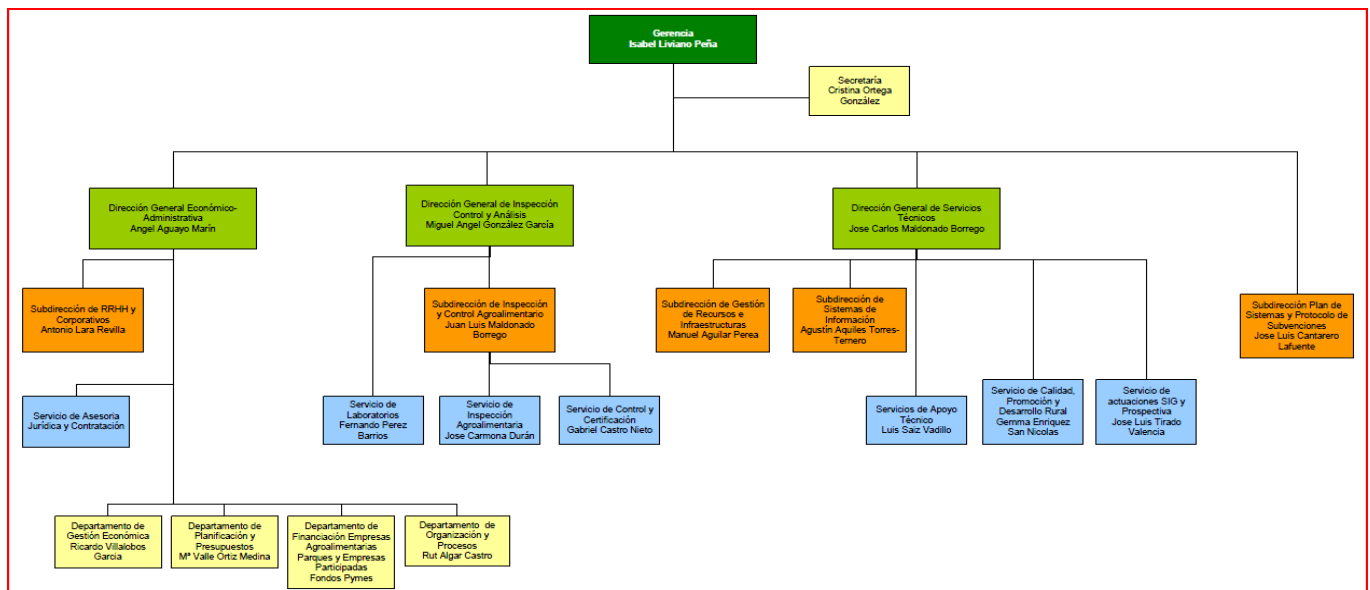 Gerencia
Isabel Liviano Peña
Secretaría
Cristina Ortega
González
Dirección General Económico-
Administrativa
Angel Aguayo Marín
Dirección General de Inspección
Control y Análisis
Miguel Angel González García
Dirección General de Servicios
Técnicos
Jose Carlos Maldonado Borrego
Subdirección de RRHH y
Corporativos
Antonio Lara Revilla
Subdirección de Inspección
y Control Agroalimentario
Juan Luis Maldonado
Borrego
Subdirección de Gestión
de Recursos e
Infraestructuras
Manuel Aguilar Perea
Subdirección de
Sistemas de
Información
Agustín Aquiles Torres-
Ternero
Subdirección Plan de
Sistemas y Protocolo de
Subvenciones
Jose Luis Cantarero
Lafuente
Servicio de Asesoria
Jurídica y Contratación
Servicio de
Laboratorios
Fernando Perez
Barrios
Servicio de
Inspección
Agroalimentaria
Jose Carmona Durán
Servicio de Control y
Certificación
Gabriel Castro Nieto
Servicios de Apoyo
Técnico
Luis Saiz Vadillo
Servicio de Calidad,
Promoción y
Desarrollo Rural
Gemma Enriquez
San Nicolas
Servicio de
actuaciones SIG y
Prospectiva
Jose Luis Tirado
Valencia
Departamento de
Gestión Económica
Ricardo Villalobos
Garcia
Departamento de
Planificación y
Presupuestos
Mª Valle Ortiz Medina
Departamento de
Financiación Empresas
Agroalimentarias
Parques y Empresas
Participadas
Fondos Pymes
Departamento de
Organización y
Procesos
Rut Algar Castro